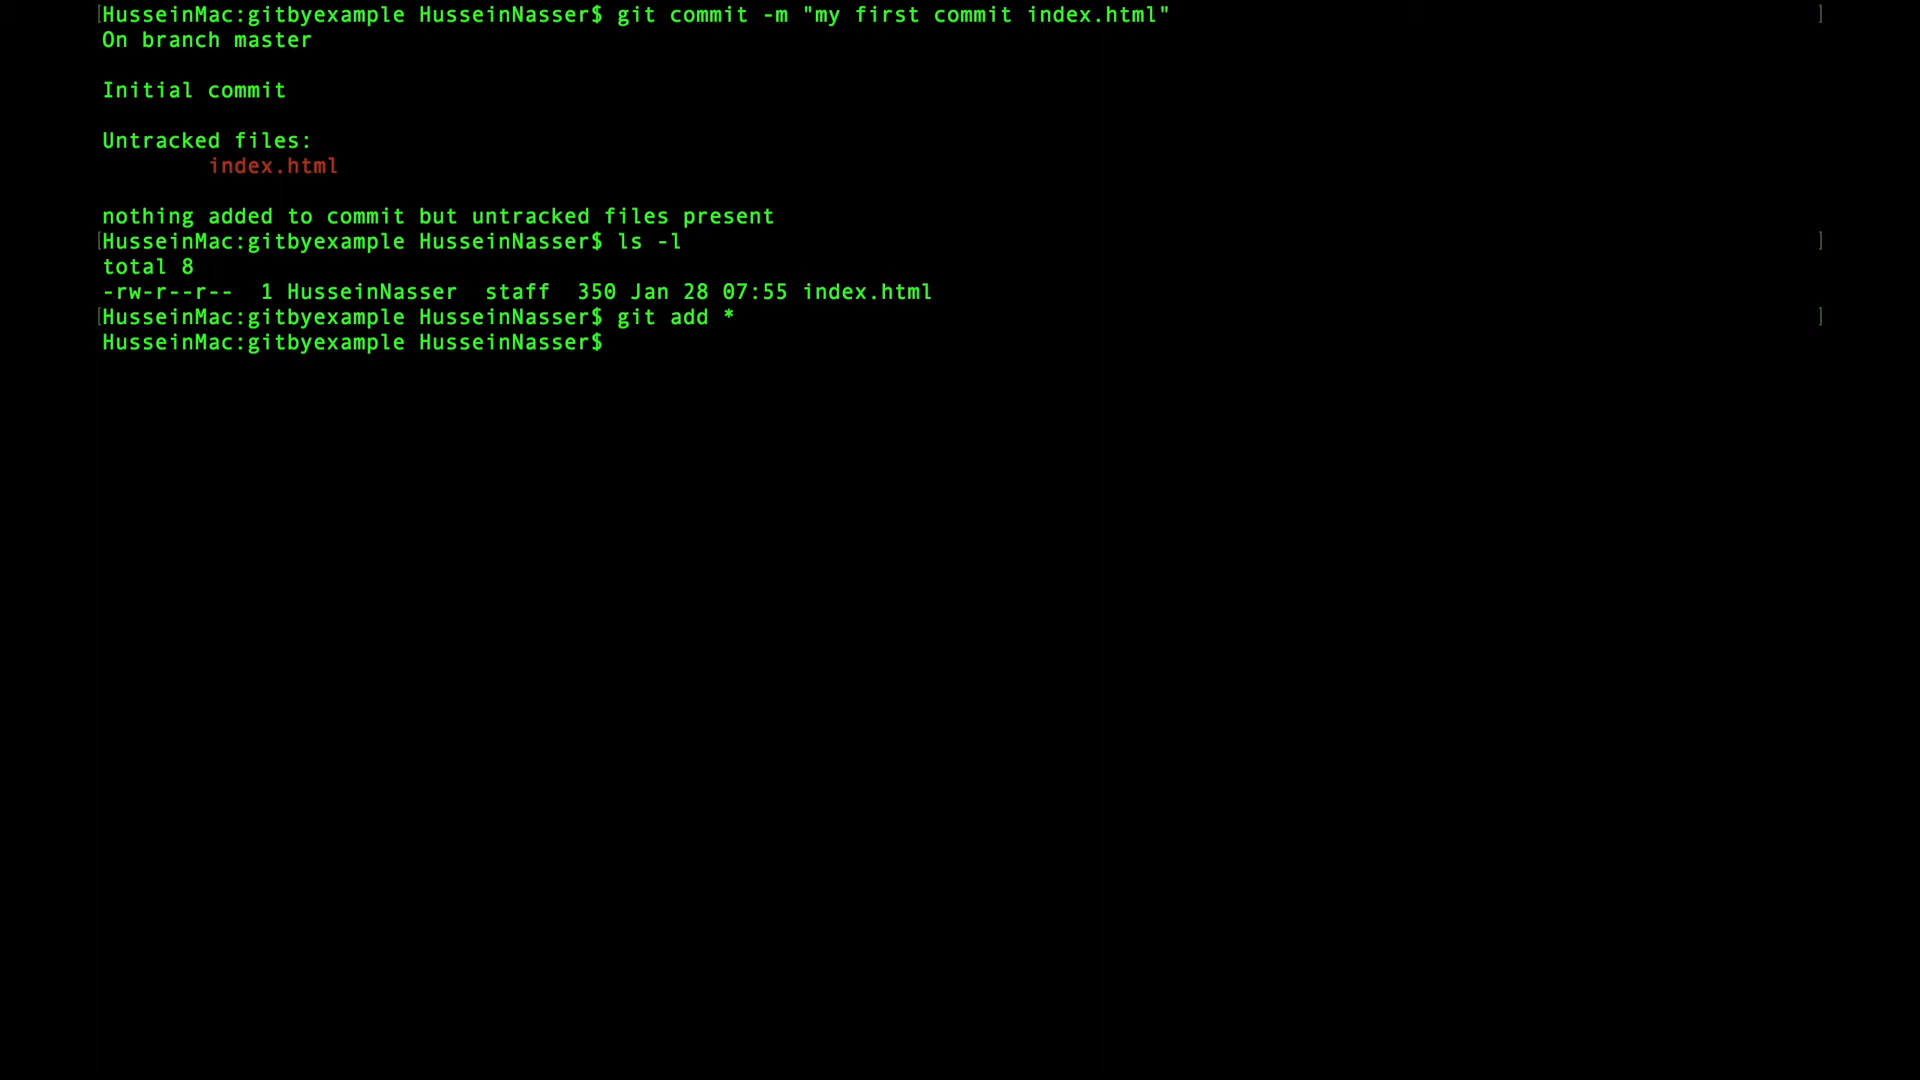 [HusseinMac:gitbyexample HusseinNasser$ git commit -m "my first commit index.html" ]
On branch master
Initial commit
Untracked files:
index.html
nothing added to commit but untracked files present
[HusseinMac:gitbyexample HusseinNasser$ ls -l ]
total 8
-rw-r--r--  1 HusseinNasser  staff  350 Jan 28 07:55 index.html
[HusseinMac:gitbyexample HusseinNasser$ git add * ]
HusseinMac:gitbyexample HusseinNasser$